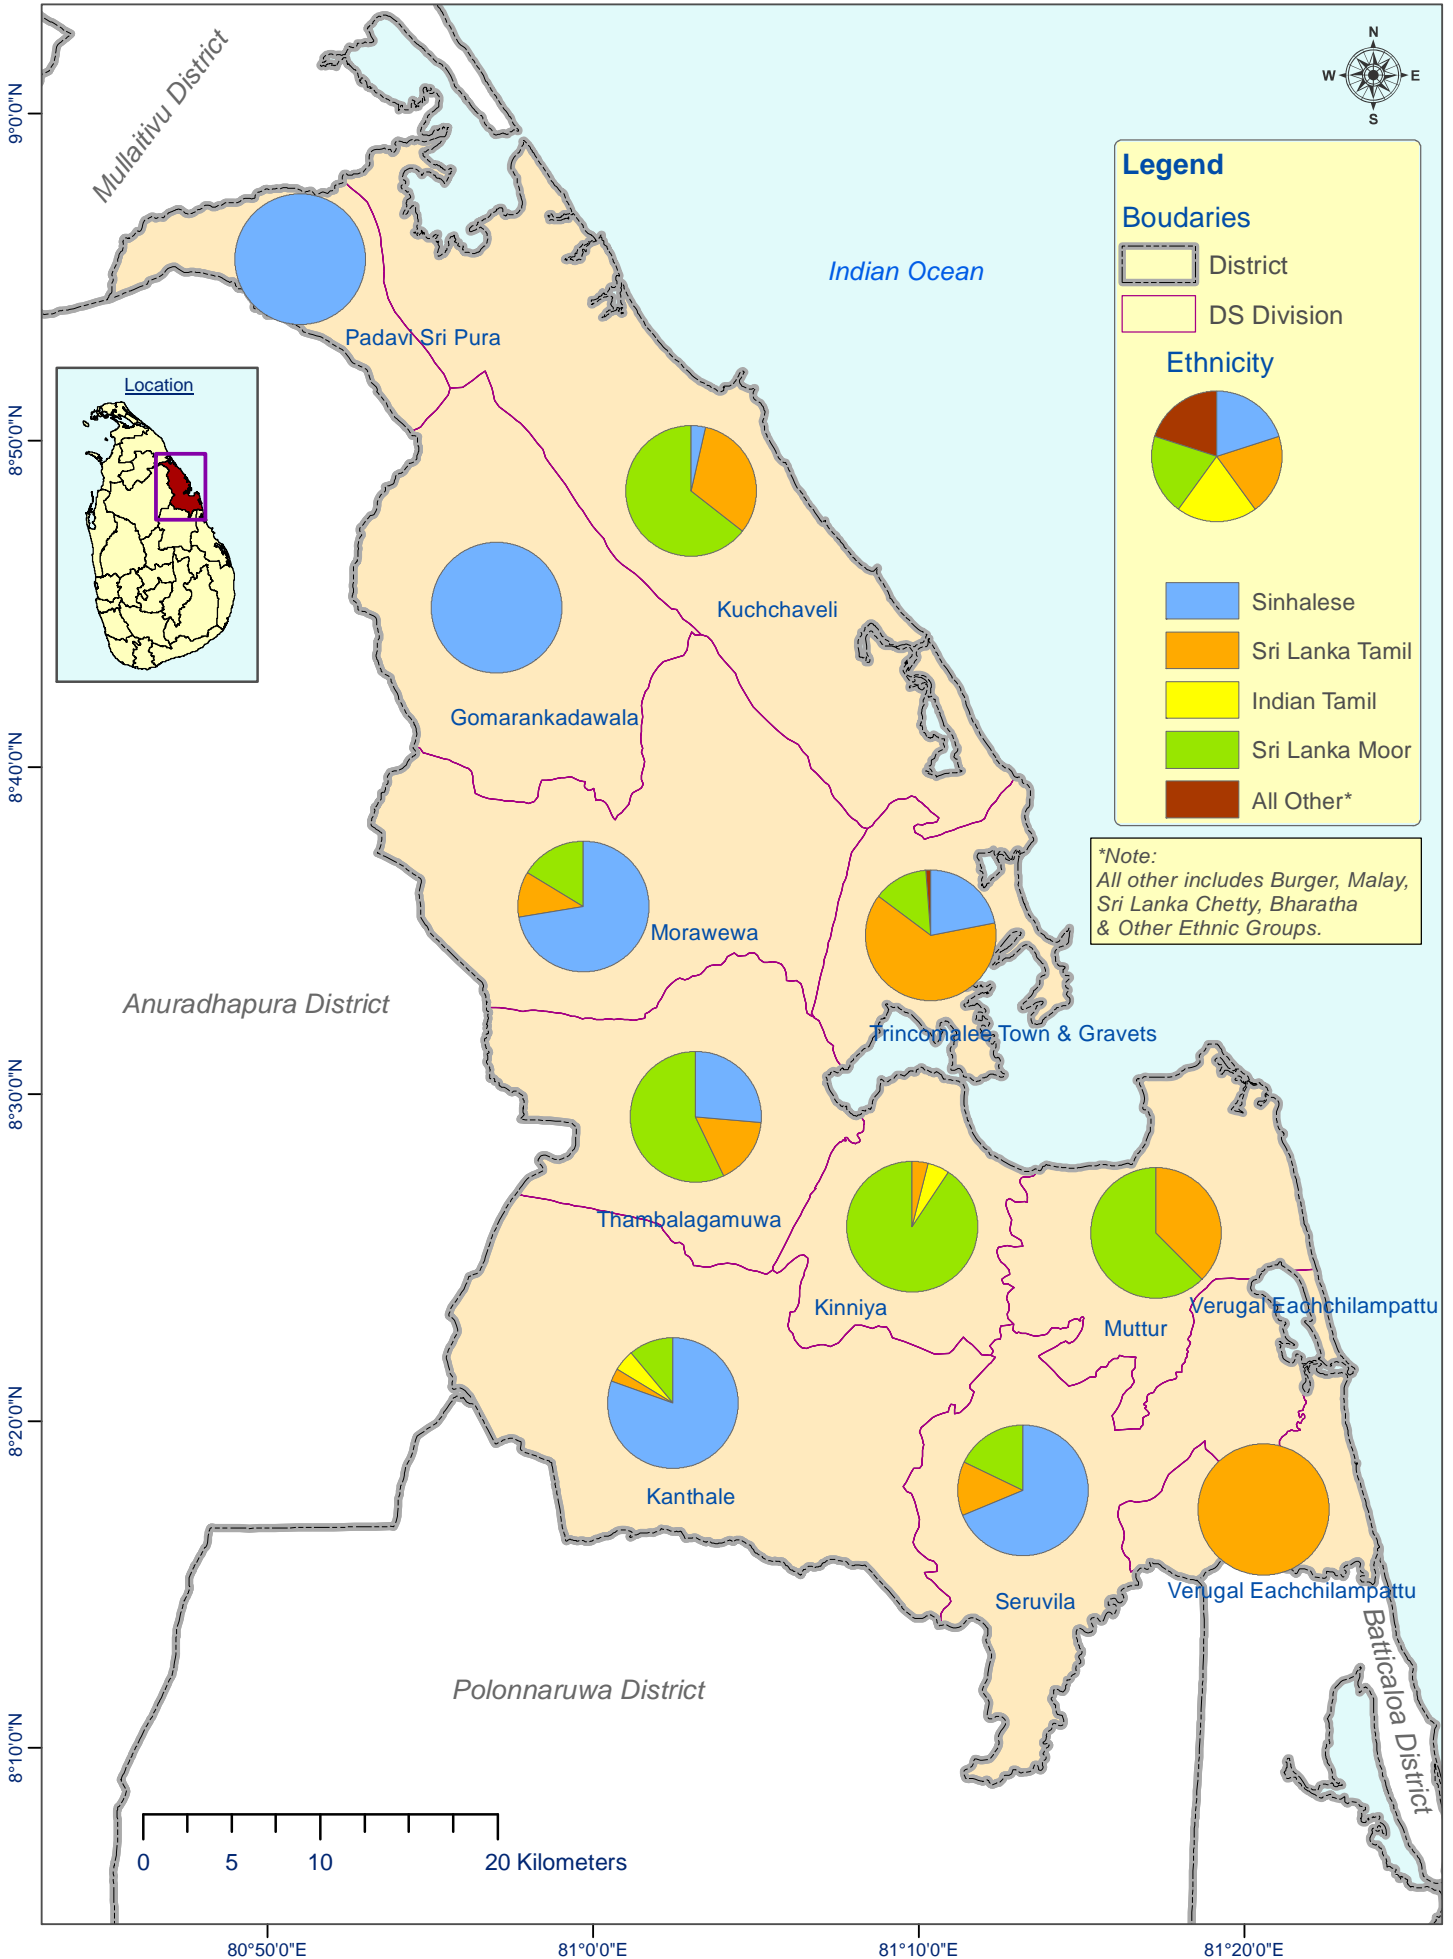 N
W
E
S
Mullaitivu District
Indian Ocean
Legend
Boudaries
District
DS Division
Ethnicity
Sinhalese
Sri Lanka Tamil
Indian Tamil
Sri Lanka Moor
All Other*
*Note:
All other includes Burger, Malay,
Sri Lanka Chetty, Bharatha
& Other Ethnic Groups.
Location
Padavi Sri Pura
Kuchchaveli
Gomarankadawala
Morawewa
Trincomalee Town & Gravets
Anuradhapura District
Thambalagamuwa
Kinniya
Verugal Eachchilampattu
Muttur
Kanthale
Seruvila
Verugal Eachchilampattu
Polonnaruwa District
Batticaloa District
0
5
10
20 Kilometers
9°0'0"N
8°50'0"N
8°40'0"N
8°30'0"N
8°20'0"N
8°10'0"N
80°50'0"E
81°0'0"E
81°10'0"E
81°20'0"E